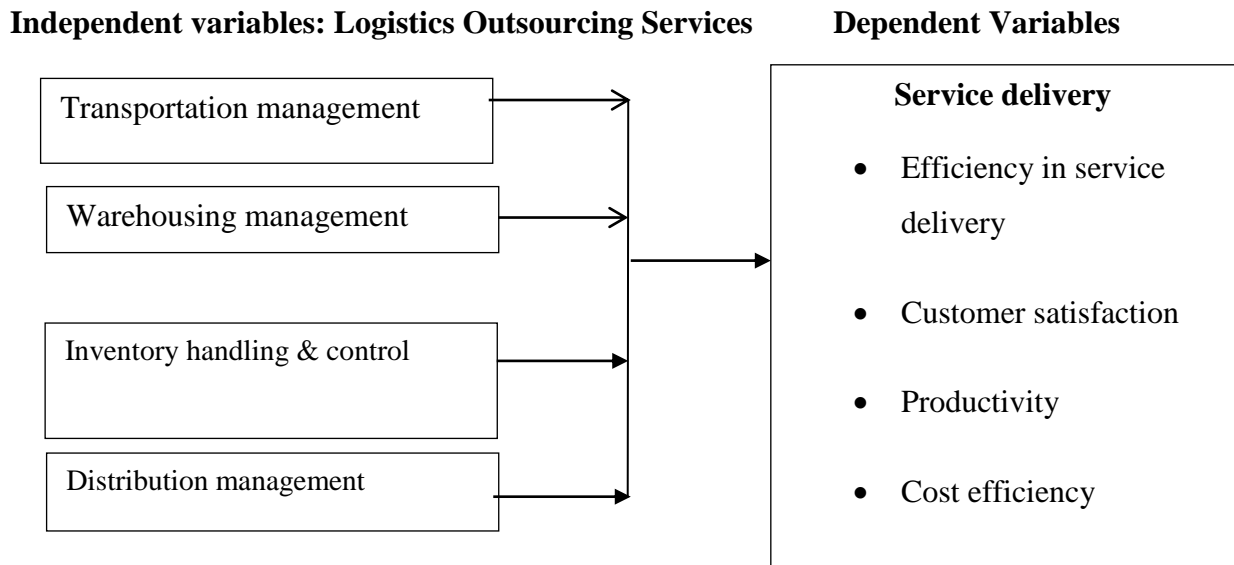 Independent variables: Logistics Outsourcing Services
Dependent Variables
Transportation management
Warehousing management
Inventory handling & control
Distribution management
Service delivery
• Efficiency in service
delivery
• Customer satisfaction
• Productivity
• Cost efficiency